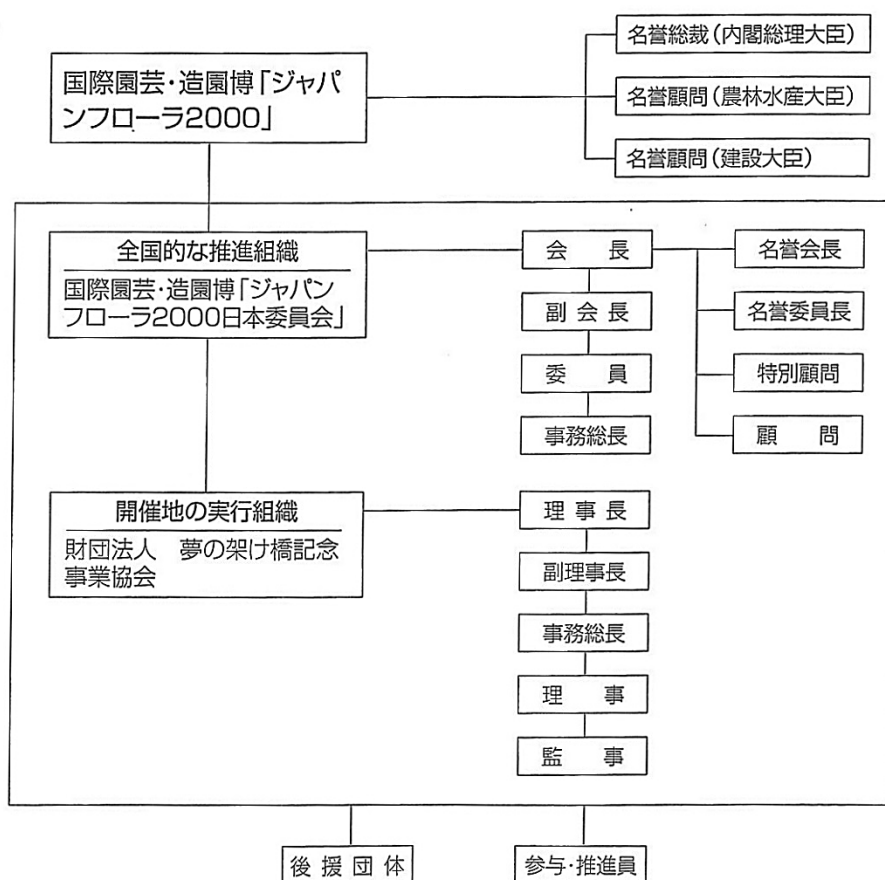 国際園芸・造園博「ジャパ
ンフローラ2000」
名誉総裁(内閣総理大臣)
名誉顧問(農林水産大臣)
名誉顧問(建設大臣)
全国的な推進組織
国際園芸・造園博「ジャパン
フローラ2000日本委員会」
会　長
副会長
委　員
事務総長
名誉会長
名誉委員長
特別顧問
顧　問
開催地の実行組織
財団法人　夢の架け橋記念
事業協会
理事長
副理事長
事務総長
理　事
監　事
後援団体
参与・推進員